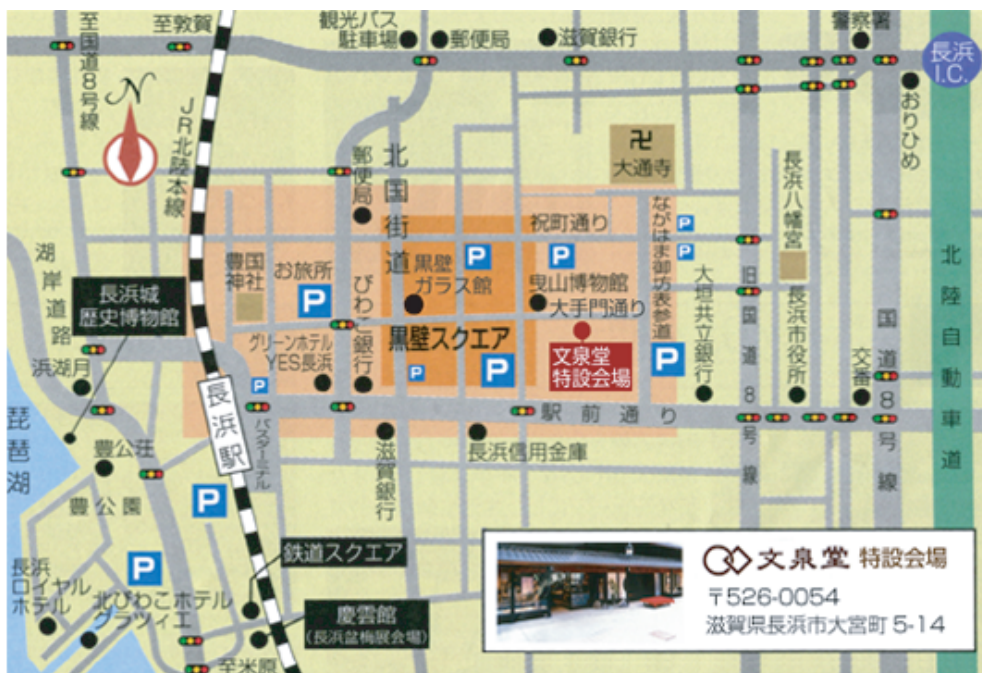 至国道8号線
至敦賀
観光バス
駐車場
郵便局
滋賀銀行
警察署
長浜
I.C.
おりひめ
N
JR北陸本線
郵便局
北国街道
卍
大通寺
ながはま御坊表参道
長浜八幡宮
北陸自動車道
湖岸道路
長浜城
歴史博物館
豊国
神社
お旅所
P
びわこ銀行
黒壁
ガラス館
P
祝町通り
P
P
P
曳山博物館
大手門通り
大垣共立銀行
旧国道8号線
長浜市役所
国道8号線
交番
浜湖月
グリーンホテル
YES長浜
P
黒壁スクエア
P
P
文泉堂
特設会場
P
駅前通り
長浜駅
バスターミナル
滋賀銀行
長浜信用金庫
琵琶湖
豊公荘
豊公園
P
P
長浜
ロイヤル
ホテル
北びわこホテル
グラツィエ
鉄道スクエア
慶雲館
(長浜盆梅展会場)
至米原
文泉堂 特設会場
〒526-0054
滋賀県長浜市大宮町 5-14